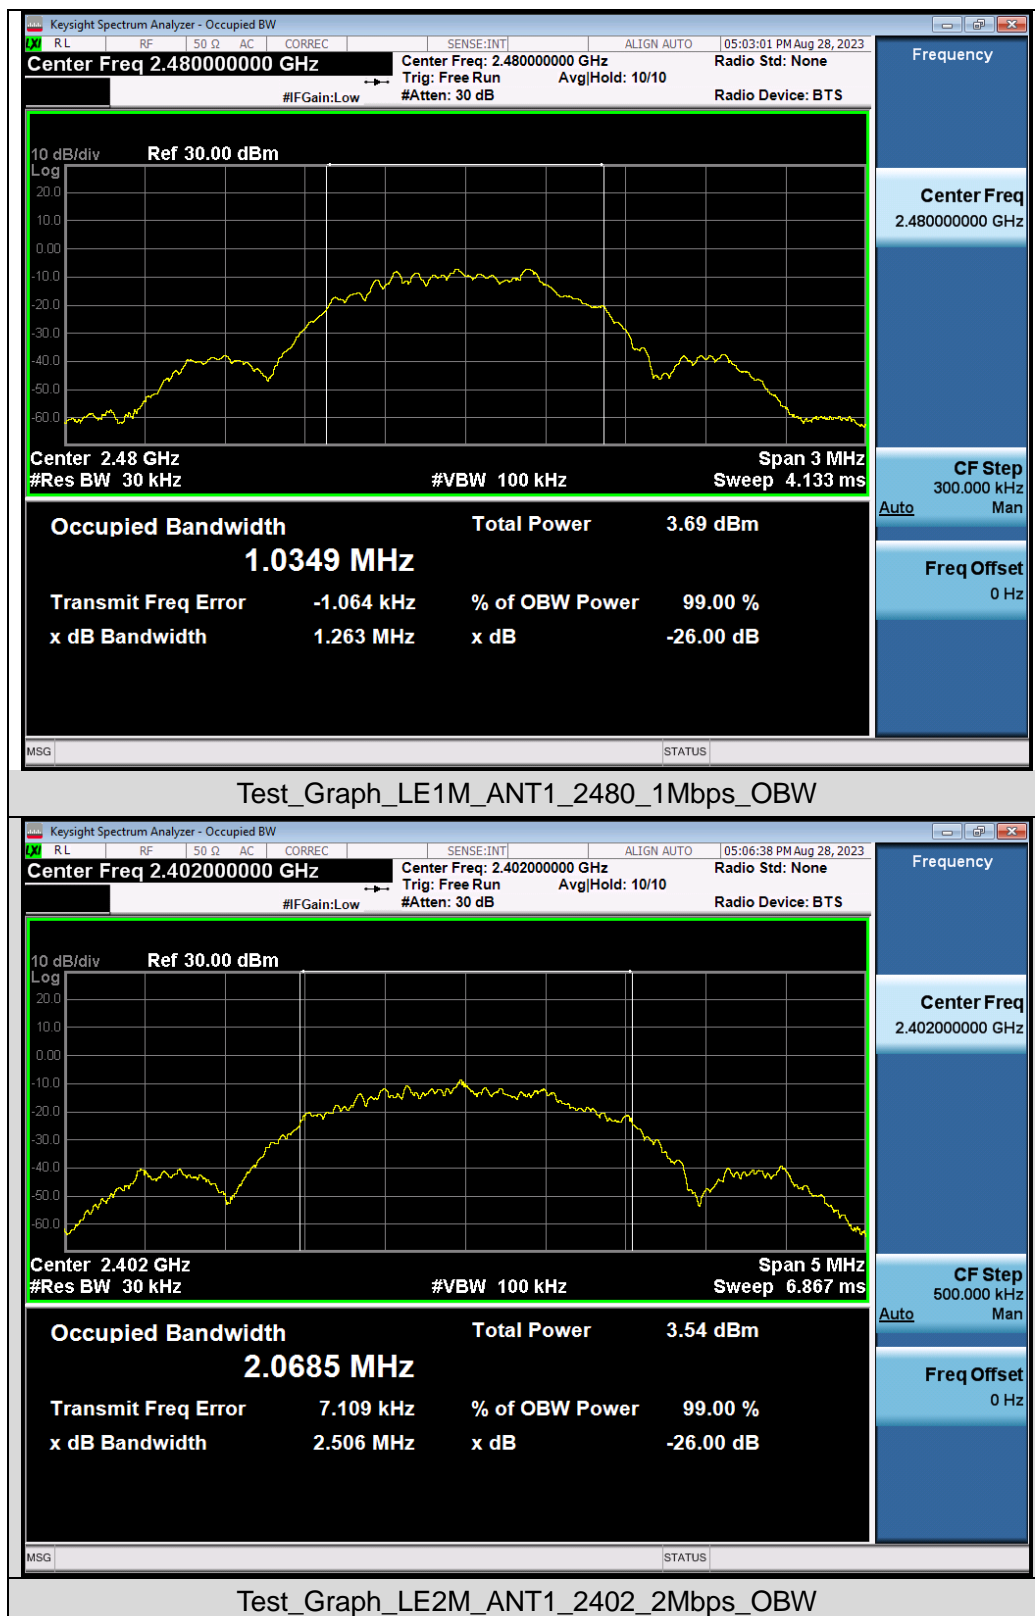 Keysight Spectrum Analyzer - Occupied BW
LXI RL RF 50 Ω AC CORREC SENSE:INT ALIGN AUTO 05:03:01 PM Aug 28, 2023
Center Freq 2.480000000 GHz Center Freq: 2.480000000 GHz Radio Std: None Frequency
Trig: Free Run Avg|Hold: 10/10
#IFGain:Low #Atten: 30 dB Radio Device: BTS
10 dB/div Ref 30.00 dBm
Log
20.0
10.0
0.00
-10.0
-20.0
-30.0
-40.0
-50.0
-60.0
Center Freq
2.480000000 GHz
Center 2.48 GHz Span 3 MHz
#Res BW 30 kHz #VBW 100 kHz Sweep 4.133 ms
CF Step
300.000 kHz
Auto Man
Occupied Bandwidth Total Power 3.69 dBm
1.0349 MHz
Freq Offset
0 Hz
Transmit Freq Error -1.064 kHz % of OBW Power 99.00 %
x dB Bandwidth 1.263 MHz x dB -26.00 dB
MSG STATUS
Test_Graph_LE1M_ANT1_2480_1Mbps_OBW
Keysight Spectrum Analyzer - Occupied BW
LXI RL RF 50 Ω AC CORREC SENSE:INT ALIGN AUTO 05:06:38 PM Aug 28, 2023
Center Freq 2.402000000 GHz Center Freq: 2.402000000 GHz Radio Std: None Frequency
Trig: Free Run Avg|Hold: 10/10
#IFGain:Low #Atten: 30 dB Radio Device: BTS
10 dB/div Ref 30.00 dBm
Log
20.0
10.0
0.00
-10.0
-20.0
-30.0
-40.0
-50.0
-60.0
Center Freq
2.402000000 GHz
Center 2.402 GHz Span 5 MHz
#Res BW 30 kHz #VBW 100 kHz Sweep 6.867 ms
CF Step
500.000 kHz
Auto Man
Occupied Bandwidth Total Power 3.54 dBm
2.0685 MHz
Freq Offset
0 Hz
Transmit Freq Error 7.109 kHz % of OBW Power 99.00 %
x dB Bandwidth 2.506 MHz x dB -26.00 dB
MSG STATUS
Test_Graph_LE2M_ANT1_2402_2Mbps_OBW